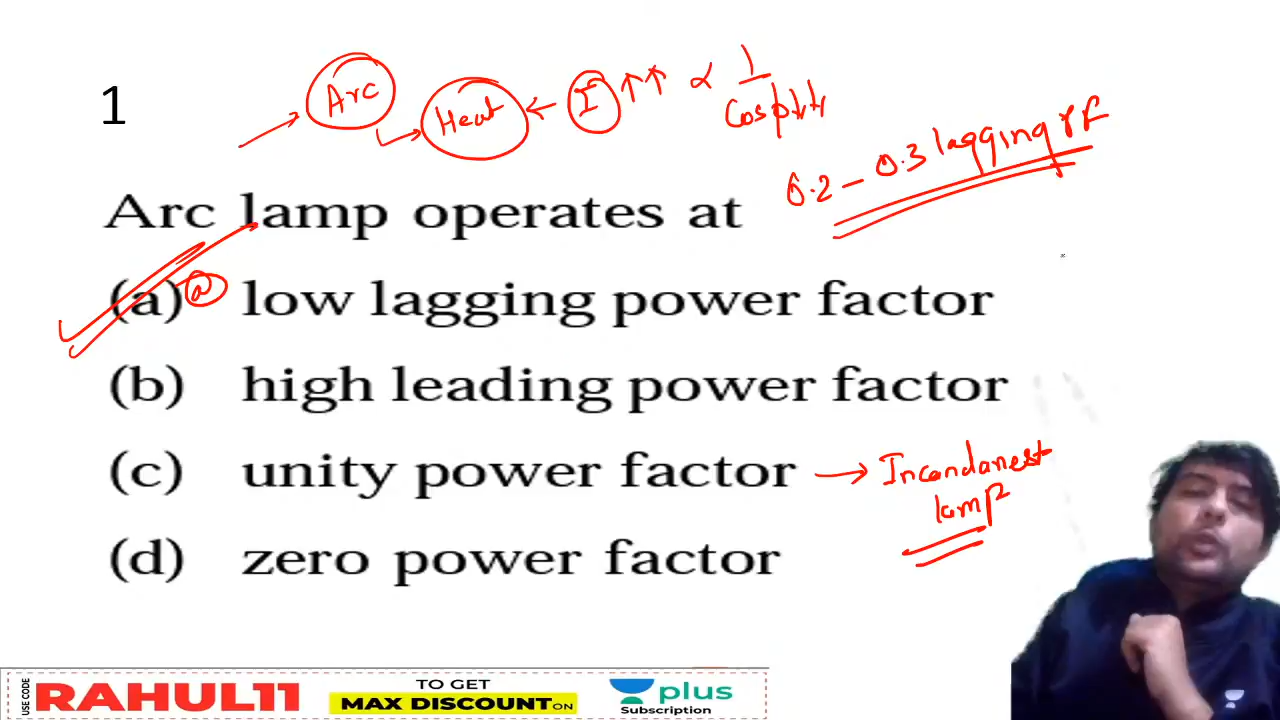 1
Arc
Heat ← I ↑↑ ∝ 1
Cosϕ↓↓
0.2 - 0.3 lagging P.F
Arc lamp operates at
(a) a low lagging power factor
(b) high leading power factor
(c) unity power factor → Incandanest
lamp
(d) zero power factor
USE CODE
RAHUL11
TO GET
MAX DISCOUNT ON
plus
Subscription